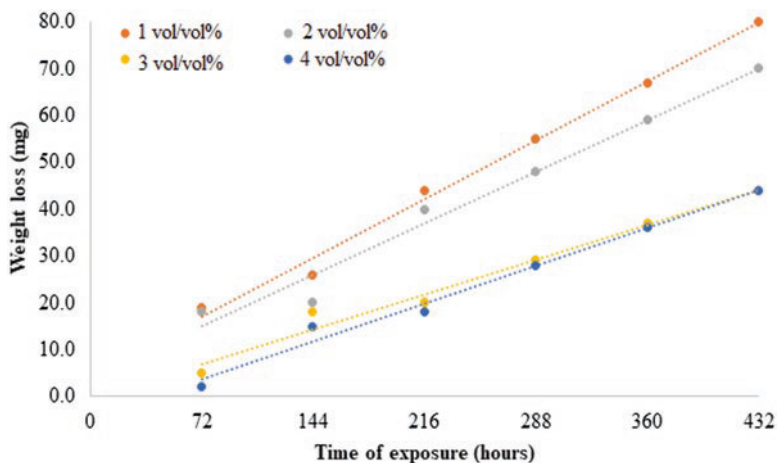 80.0
1 vol/vol% 2 vol/vol%
3 vol/vol% 4 vol/vol%
70.0
60.0
50.0
40.0
30.0
20.0
10.0
0.0
Weight loss (mg)
0 72 144 216 288 360 432
Time of exposure (hours)